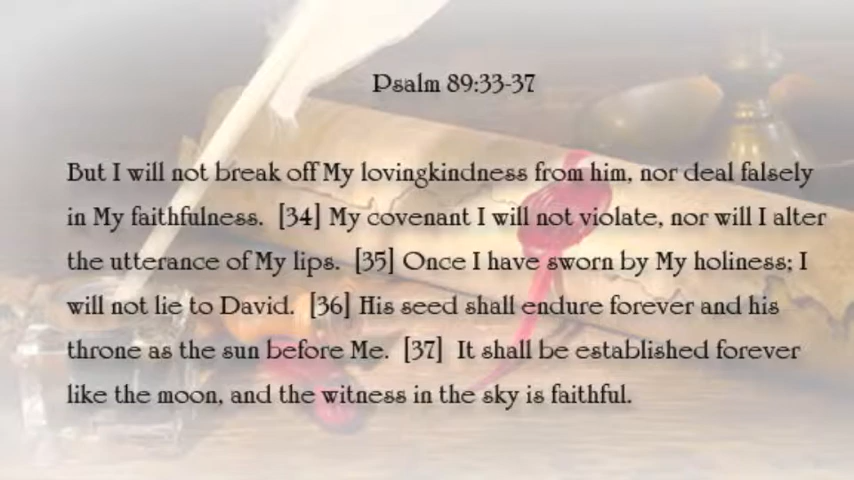 Psalm 89:33-37
But I will not break off My lovingkindness from him, nor deal falsely
in My faithfulness. [34] My covenant I will not violate, nor will I alter
the utterance of My lips. [35] Once I have sworn by My holiness; I
will not lie to David. [36] His seed shall endure forever and his
throne as the sun before Me. [37] It shall be established forever
like the moon, and the witness in the sky is faithful.